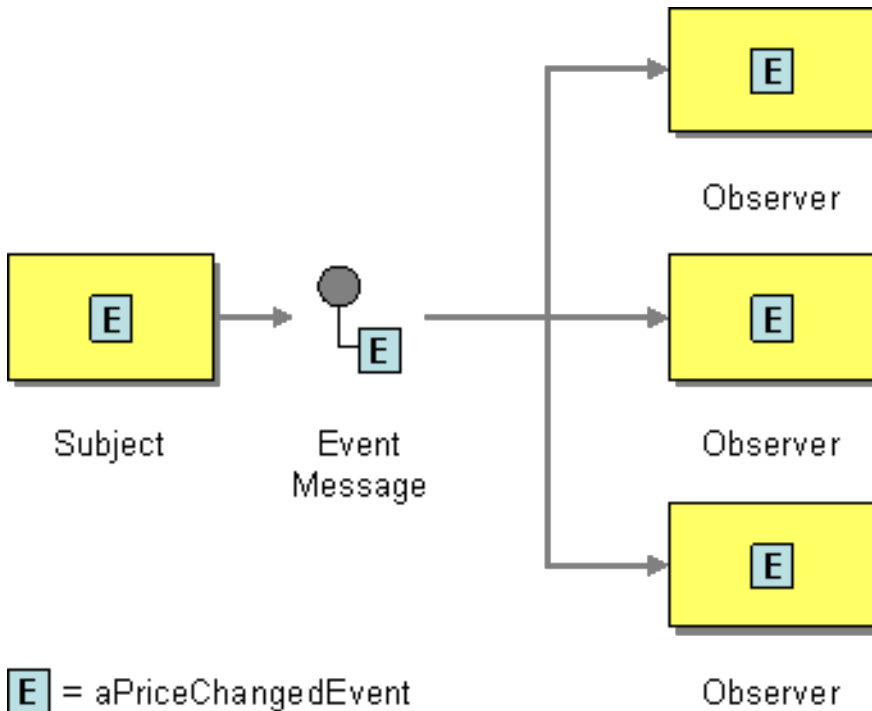 E
Observer
E
E
E
Subject
Event
Message
Observer
E
E = aPriceChangedEvent
Observer